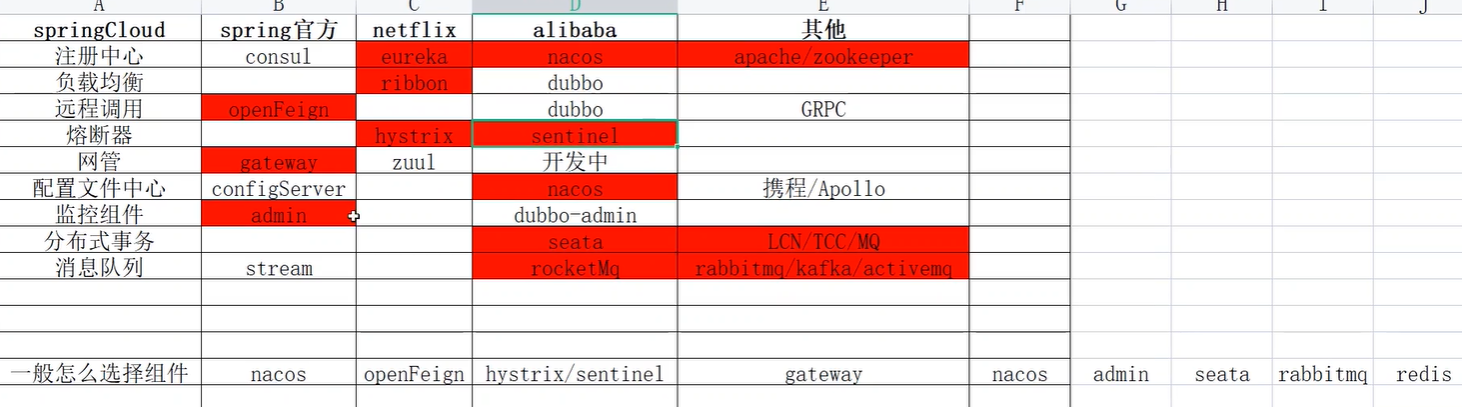 A B C D E F G H I J
springCloud spring官方 netflix alibaba 其他
注册中心 consul eureka nacos apache/zookeeper
负载均衡 ribbon dubbo
远程调用 openFeign dubbo GRPC
熔断器 hystrix sentinel
网管 gateway zuul 开发中
配置文件中心 configServer nacos 携程/Apollo
监控组件 admin dubbo-admin
分布式事务 seata LCN/TCC/MQ
消息队列 stream rocketMq rabbitmq/kafka/activemq
一般怎么选择组件 nacos openFeign hystrix/sentinel gateway nacos admin seata rabbitmq redis